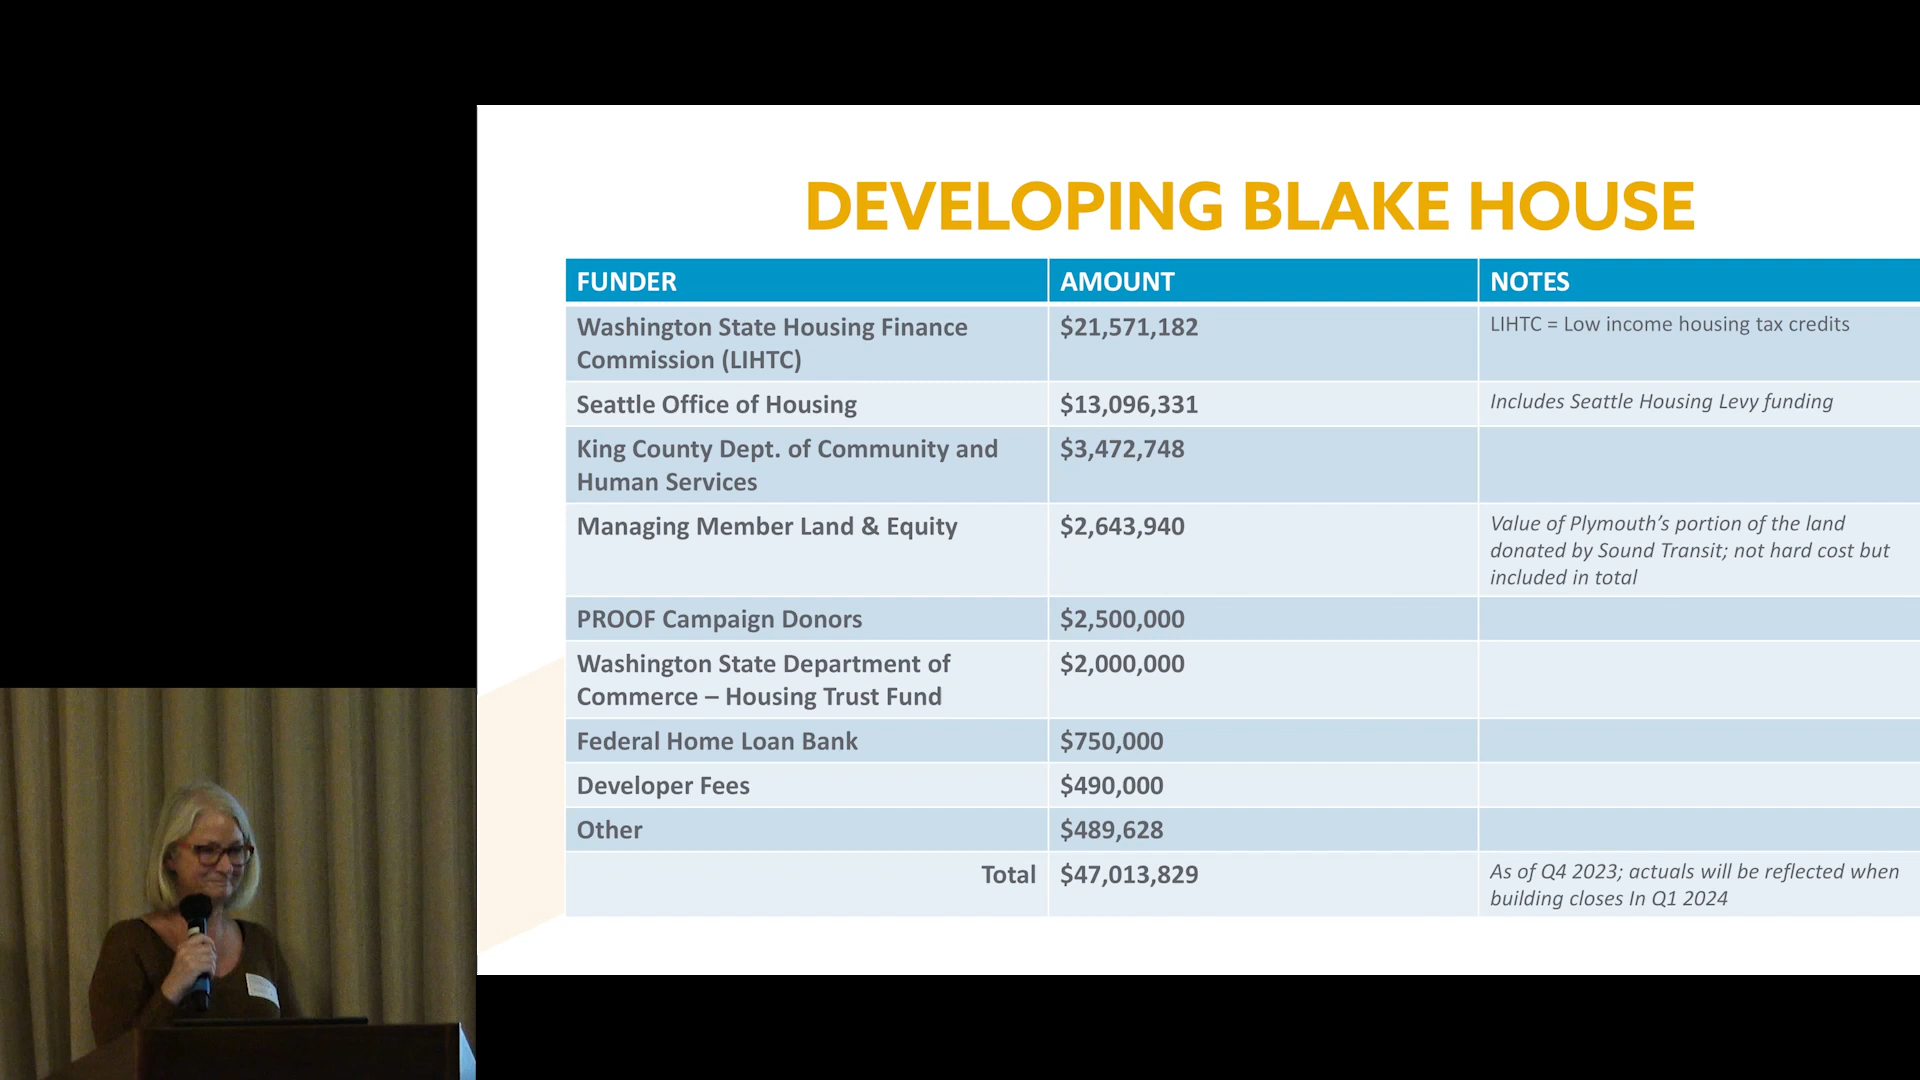 DEVELOPING BLAKE HOUSE
FUNDER AMOUNT NOTES
Washington State Housing Finance
Commission (LIHTC)
$21,571,182
LIHTC = Low income housing tax credits
Seattle Office of Housing
$13,096,331
Includes Seattle Housing Levy funding
King County Dept. of Community and
Human Services
$3,472,748
Managing Member Land & Equity
$2,643,940
Value of Plymouth's portion of the land
donated by Sound Transit; not hard cost but
included in total
PROOF Campaign Donors
$2,500,000
Washington State Department of
Commerce – Housing Trust Fund
$2,000,000
Federal Home Loan Bank
$750,000
Developer Fees
$490,000
Other
$489,628
Total
$47,013,829
As of Q4 2023; actuals will be reflected when
building closes In Q1 2024